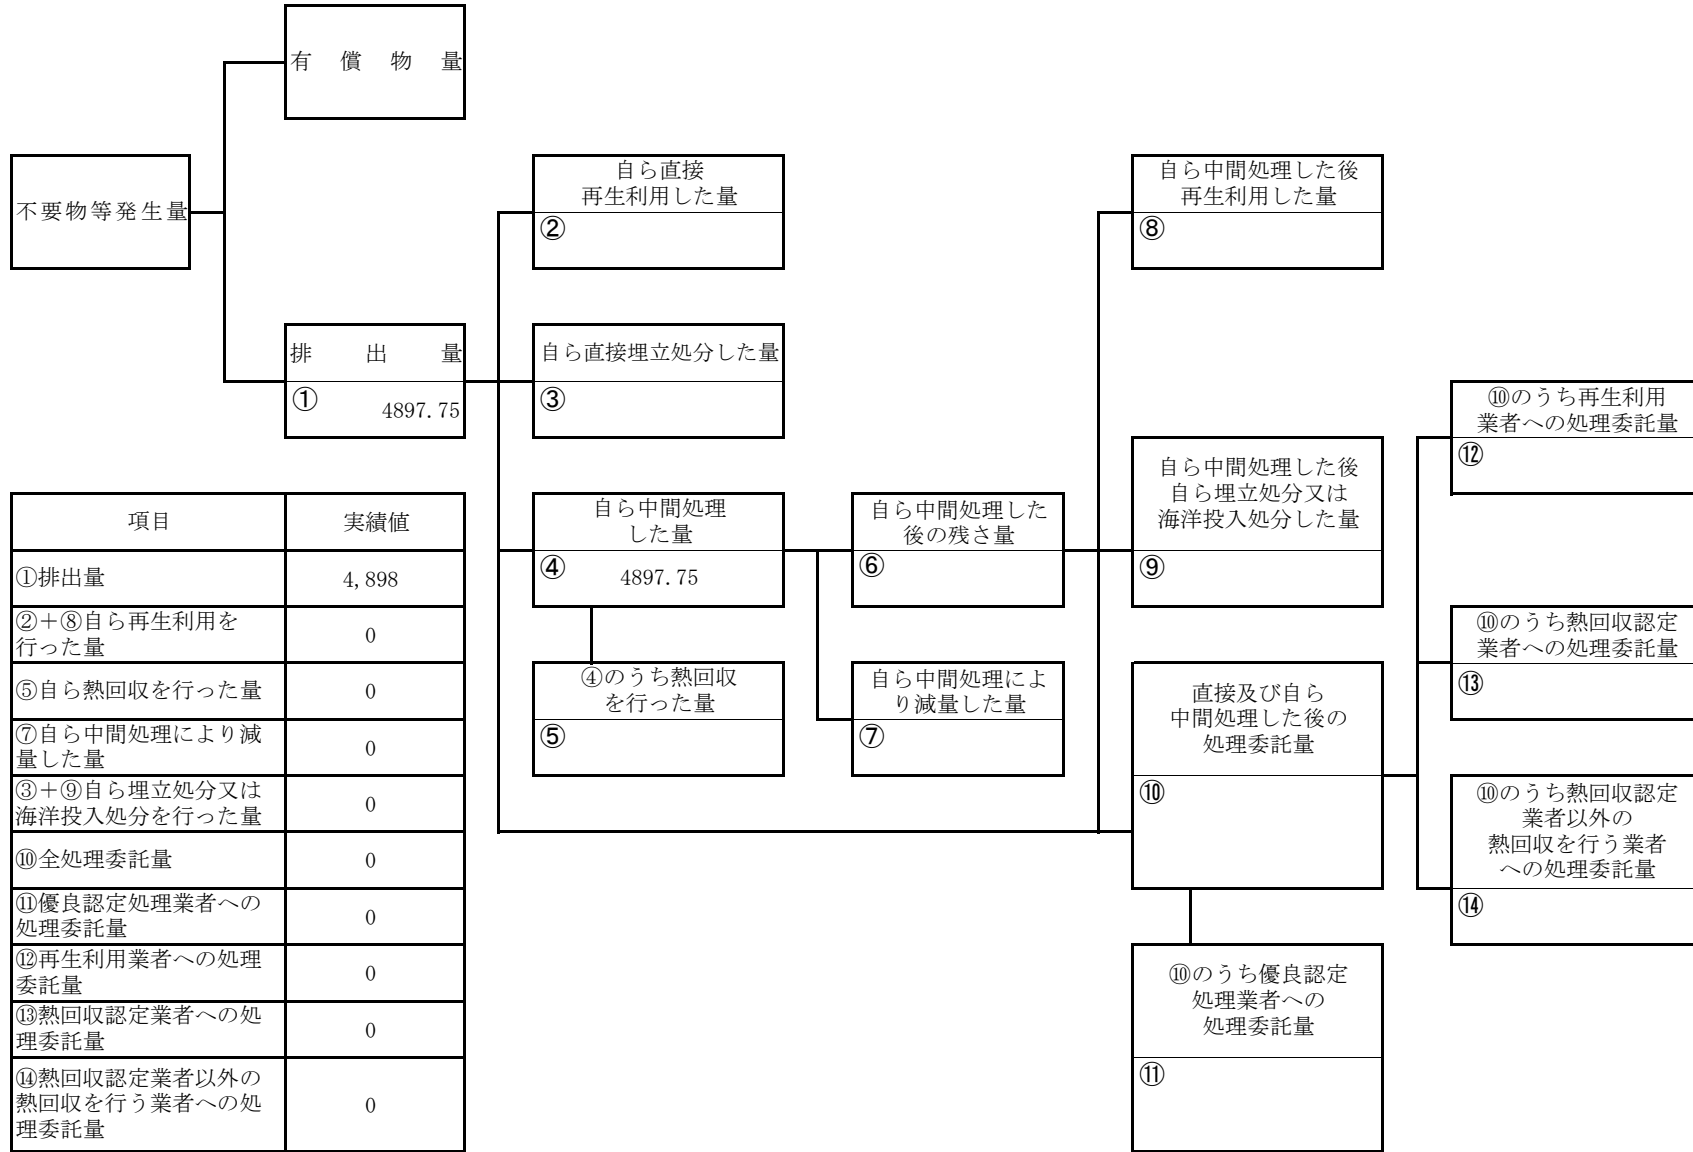 有償物量
不要物等発生量
排出量
①
4897.75
自ら直接
再生利用した量
②
自ら直接埋立処分した量
③
自ら中間処理
した量
④
4897.75
④のうち熱回収
を行った量
⑤
自ら中間処理した
後の残さ量
⑥
自ら中間処理によ
り減量した量
⑦
自ら中間処理した後
再生利用した量
⑧
自ら中間処理した後
自ら埋立処分又は
海洋投入処分した量
⑨
直接及び自ら
中間処理した後の
処理委託量
⑩
⑩のうち優良認定
処理業者への
処理委託量
⑪
⑩のうち再生利用
業者への処理委託量
⑫
⑩のうち熱回収認定
業者への処理委託量
⑬
⑩のうち熱回収認定
業者以外の
熱回収を行う業者
への処理委託量
⑭
項目 実績値
①排出量 4,898
②+⑧自ら再生利用を
行った量 0
⑤自ら熱回収を行った量 0
⑦自ら中間処理により減
量した量 0
③+⑨自ら埋立処分又は
海洋投入処分を行った量 0
⑩全処理委託量 0
⑪優良認定処理業者への
処理委託量 0
⑫再生利用業者への処理
委託量 0
⑬熱回収認定業者への処
理委託量 0
⑭熱回収認定業者以外の
熱回収を行う業者への処
理委託量 0